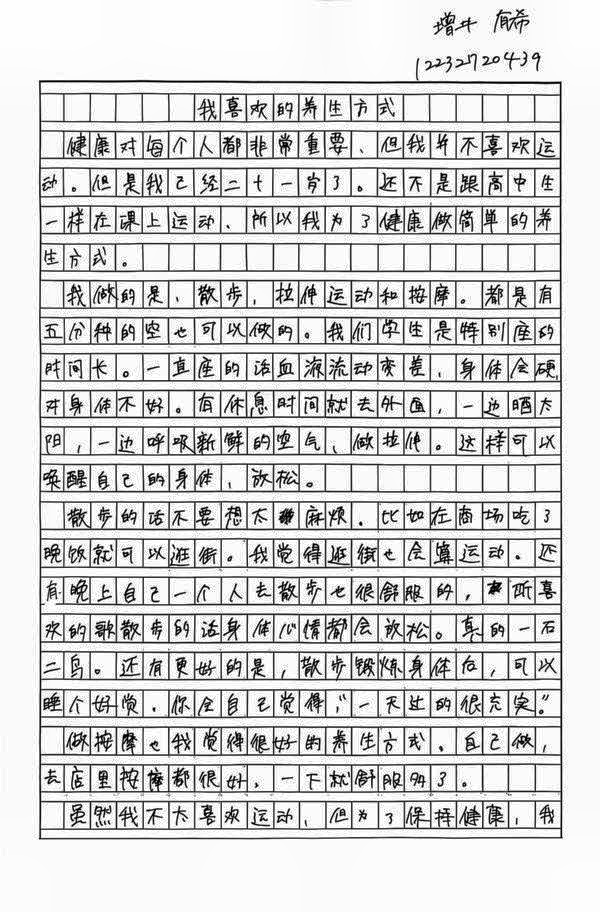 增井 有希
12232720439
我喜欢的养生方式
健康对每个人都非常重要、但我并不喜欢运
动。但是我已经二十一岁了。还不是跟高中生
一样在课上运动、所以我为了健康做简单的养
生方式。
我做的是、散步，拉伸运动和按摩。都是有
五分种的空也可以做的。我们学生是特别座的
时间长。一直座的话血液流动变差，身体会硬，
对身体不好。有休息时间就去外面，一边晒太
阳，一边呼吸新鲜的空气、做拉伸。这样可以
唤醒自己的身体、放松。
散步的话不要想太麻烦．比如在商场吃了
晚饭就可以逛街。我觉得逛街也会算运动。还
有晚上自己一个人去散步也很舒服的，听喜
欢的歌散步的话身体心情都会放松。真的一石
二鸟。还有更好的是，散步锻炼身体后，可以
睡个好觉，你会自己觉得，“一天过的很充实。”
做按摩也我觉得很好的养生方式．自己做，
去店里按摩都很好、一下就舒服多了。
虽然我不太喜欢运动、但为了保持健康，我